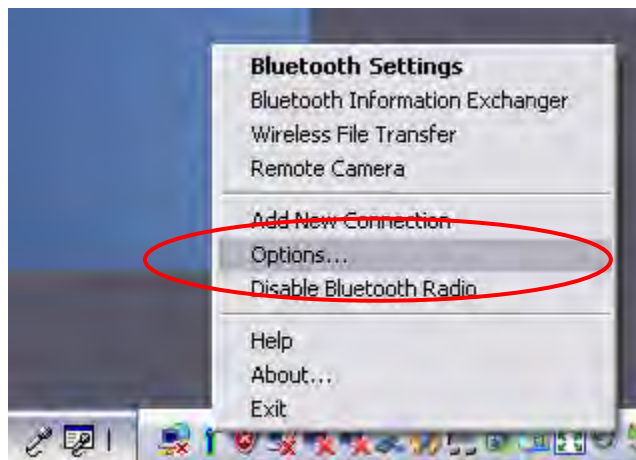 Bluetooth Settings
Bluetooth Information Exchanger
Wireless File Transfer
Remote Camera
Add New Connection
Options...
Disable Bluetooth Radio
Help
About...
Exit